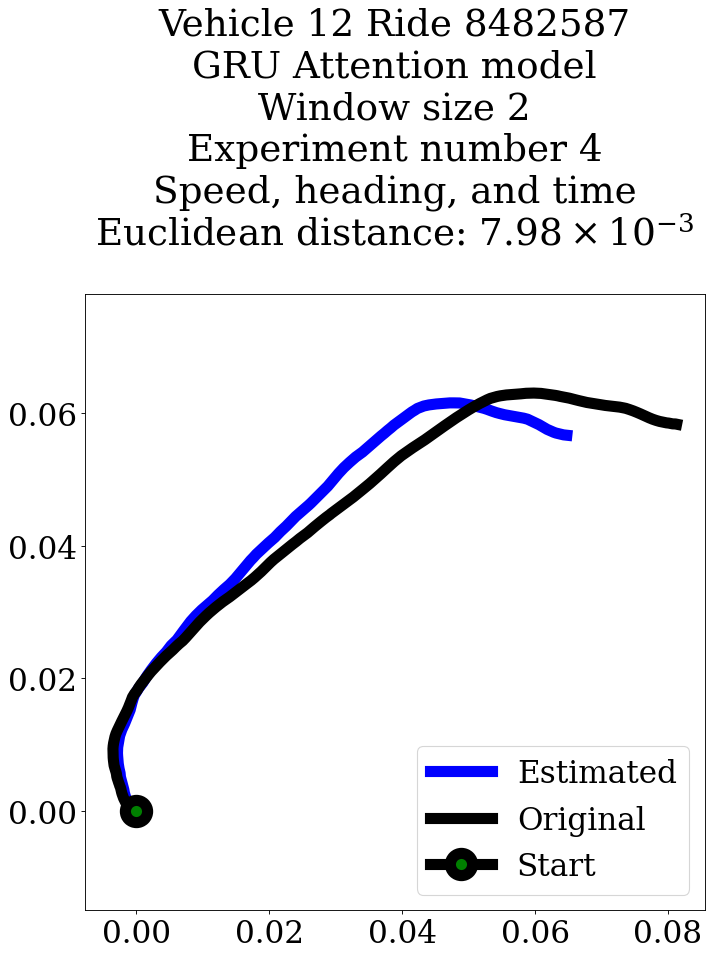 Vehicle 12 Ride 8482587
GRU Attention model
Window size 2
Experiment number 4
Speed, heading, and time
Euclidean distance: 7.98 × 10⁻³
0.06
0.04
0.02
0.00
Estimated
Original
Start
0.00 0.02 0.04 0.06 0.08